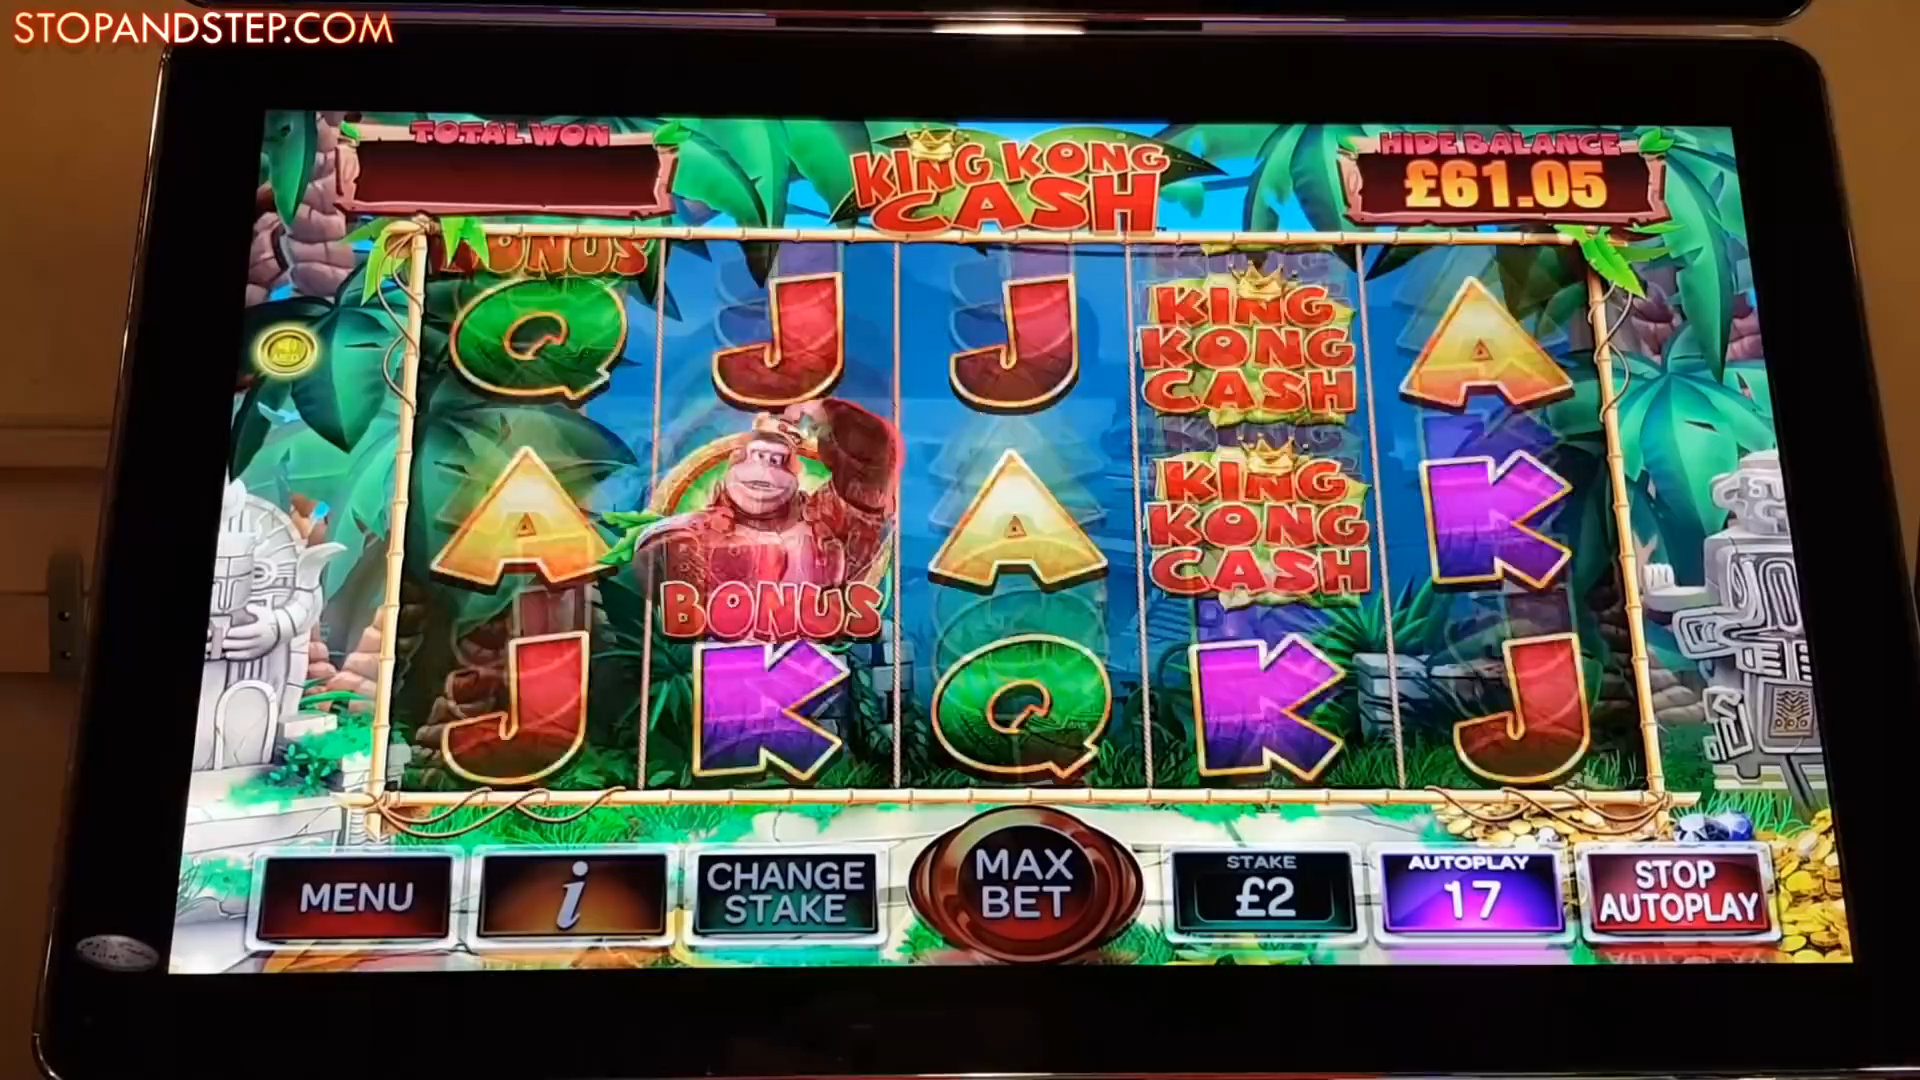 STOPANDSTEP.COM
TOTAL WON
KING KONG
CASH
HIDE BALANCE
£61.05
BONUS
Q
J
J
KING
KONG
CASH
A
A
BONUS
A
KING
KONG
CASH
K
J
K
Q
K
J
MENU
i
CHANGE
STAKE
MAX
BET
STAKE
£2
AUTOPLAY
17
STOP
AUTOPLAY